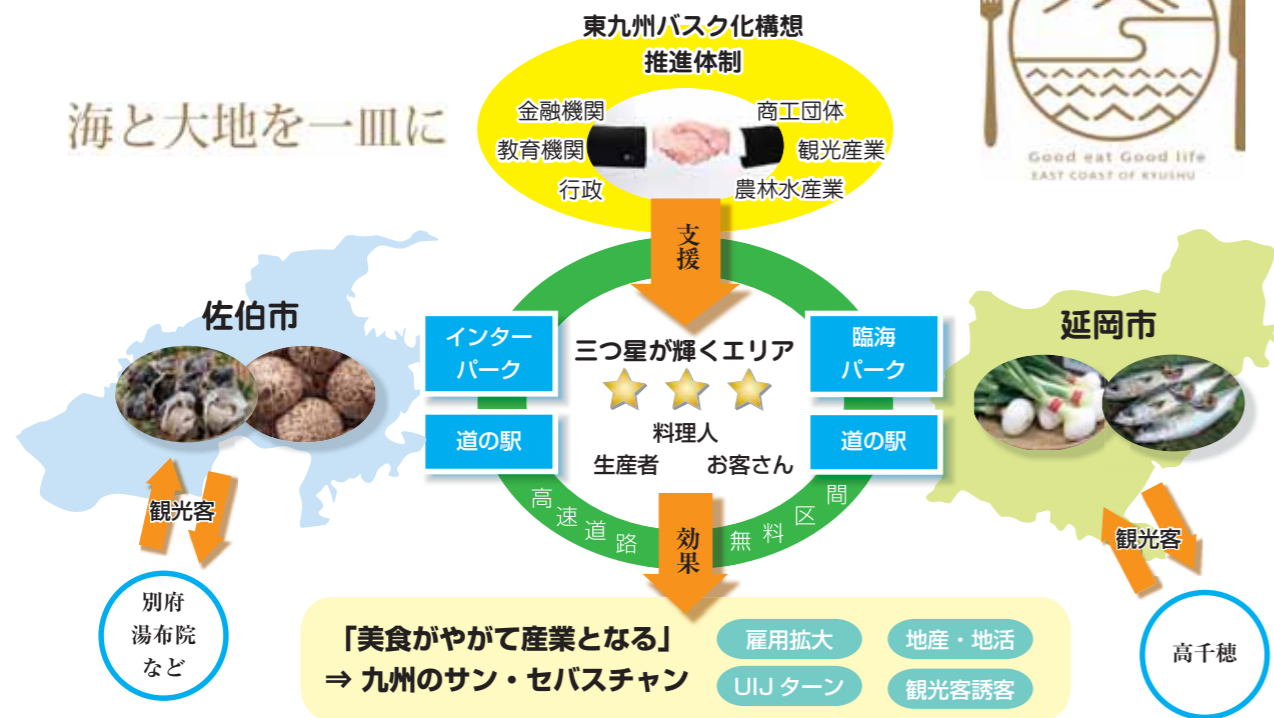 東九州バスク化構想
推進体制
海と大地を一皿に
金融機関
商工団体
教育機関
観光産業
行政
農林水産業
Good eat Good life
EAST COAST OF KYUSHU
支援
佐伯市
延岡市
インター
パーク
臨海
パーク
三つ星が輝くエリア
道の駅
道の駅
料理人
生産者
お客さん
高速道路
無料区間
効果
観光客
観光客
別府
湯布院
など
高千穂
「美食がやがて産業となる」
⇒ 九州のサン・セバスチャン
雇用拡大
地産・地活
UIJ ターン
観光客誘客